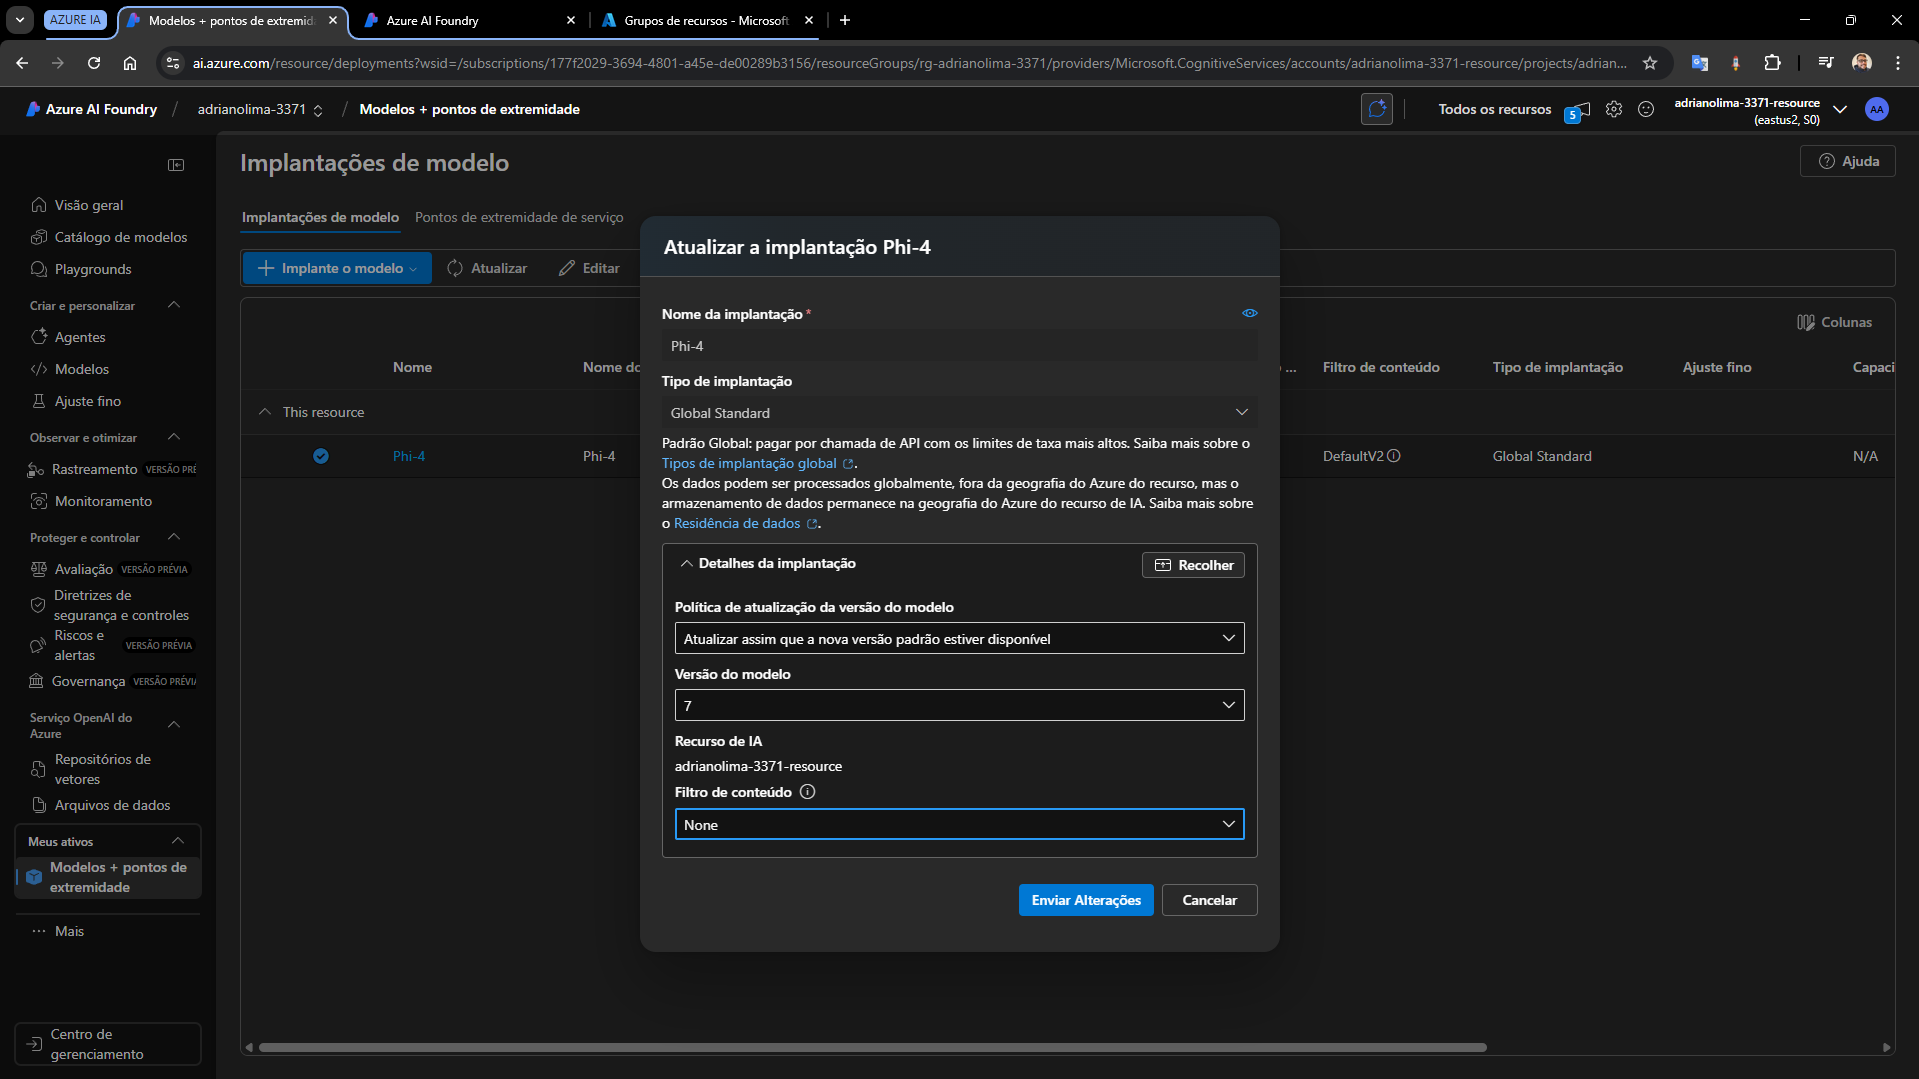 AZURE IA
Modelos + pontos de extremid
Azure AI Foundry
Grupos de recursos - Microsoft
ai.azure.com/resource/deployments?wsid=/subscriptions/177f2029-3694-4801-a45e-de00289b3156/resourceGroups/rg-adrianolima-3371/providers/Microsoft.CognitiveServices/accounts/adrianolima-3371-resource/projects/adrian...
Azure AI Foundry
/
adrianolima-3371
/
Modelos + pontos de extremidade
Todos os recursos
5
adrianolima-3371-resource
(eastus2, S0)
AA
Implantações de modelo
Ajuda
Visão geral
Catálogo de modelos
Playgrounds
Criar e personalizar
Agentes
Modelos
Ajuste fino
Observar e otimizar
Rastreamento VERSÃO PRÉ
Monitoramento
Proteger e controlar
Avaliação VERSÃO PRÉVIA
Diretrizes de
segurança e controles
Riscos e
alertas
VERSÃO PRÉVIA
Governança VERSÃO PRÉVIA
Serviço OpenAI do
Azure
Repositórios de
vetores
Arquivos de dados
Meus ativos
Modelos + pontos de
extremidade
Mais
Centro de
gerenciamento
Implantações de modelo
Pontos de extremidade de serviço
Implante o modelo
Atualizar
Editar
Colunas
Nome
Nome do
...
Filtro de conteúdo
Tipo de implantação
Ajuste fino
Capaci
This resource
Phi-4
Phi-4
DefaultV2
Global Standard
N/A
Atualizar a implantação Phi-4
Nome da implantação *
Phi-4
Tipo de implantação
Global Standard
Padrão Global: pagar por chamada de API com os limites de taxa mais altos. Saiba mais sobre o
Tipos de implantação global .
Os dados podem ser processados globalmente, fora da geografia do Azure do recurso, mas o
armazenamento de dados permanece na geografia do Azure do recurso de IA. Saiba mais sobre
o Residência de dados .
Detalhes da implantação
Recolher
Política de atualização da versão do modelo
Atualizar assim que a nova versão padrão estiver disponível
Versão do modelo
7
Recurso de IA
adrianolima-3371-resource
Filtro de conteúdo
None
Enviar Alterações
Cancelar